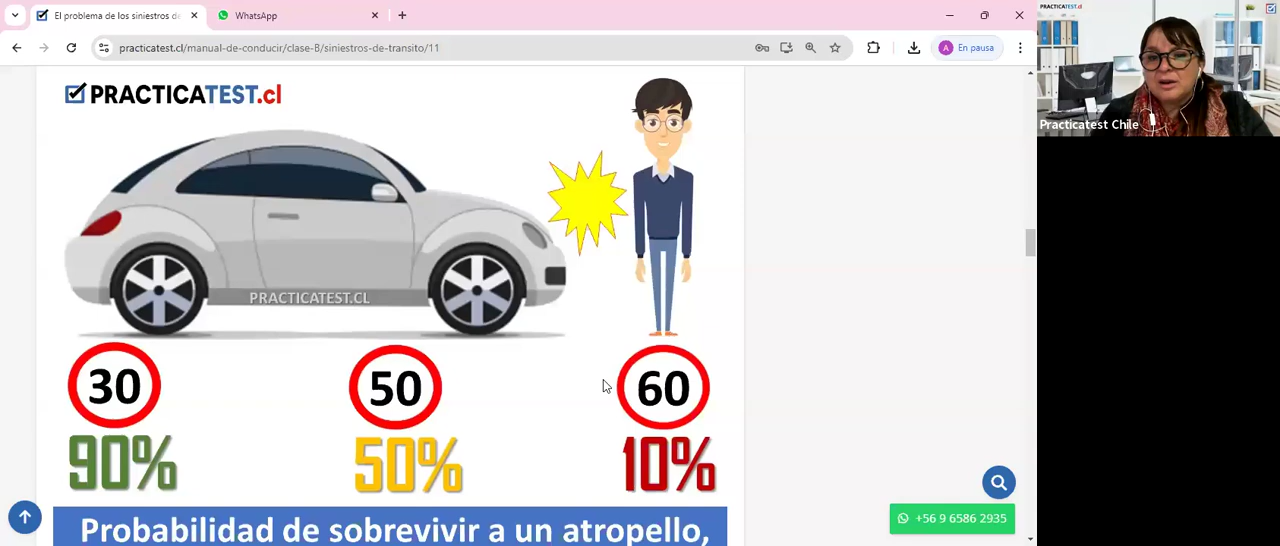 El problema de los siniestros de
WhatsApp
practicatest.cl/manual-de-conducir/clase-B/siniestros-de-transito/11
A
En pausa
PRACTICATEST.cl
PRACTICATEST.CL
30
50
60
90%
50%
10%
Probabilidad de sobrevivir a un atropello,
+56 9 6586 2935
PRACTICATEST.cl
Practicatest Chile